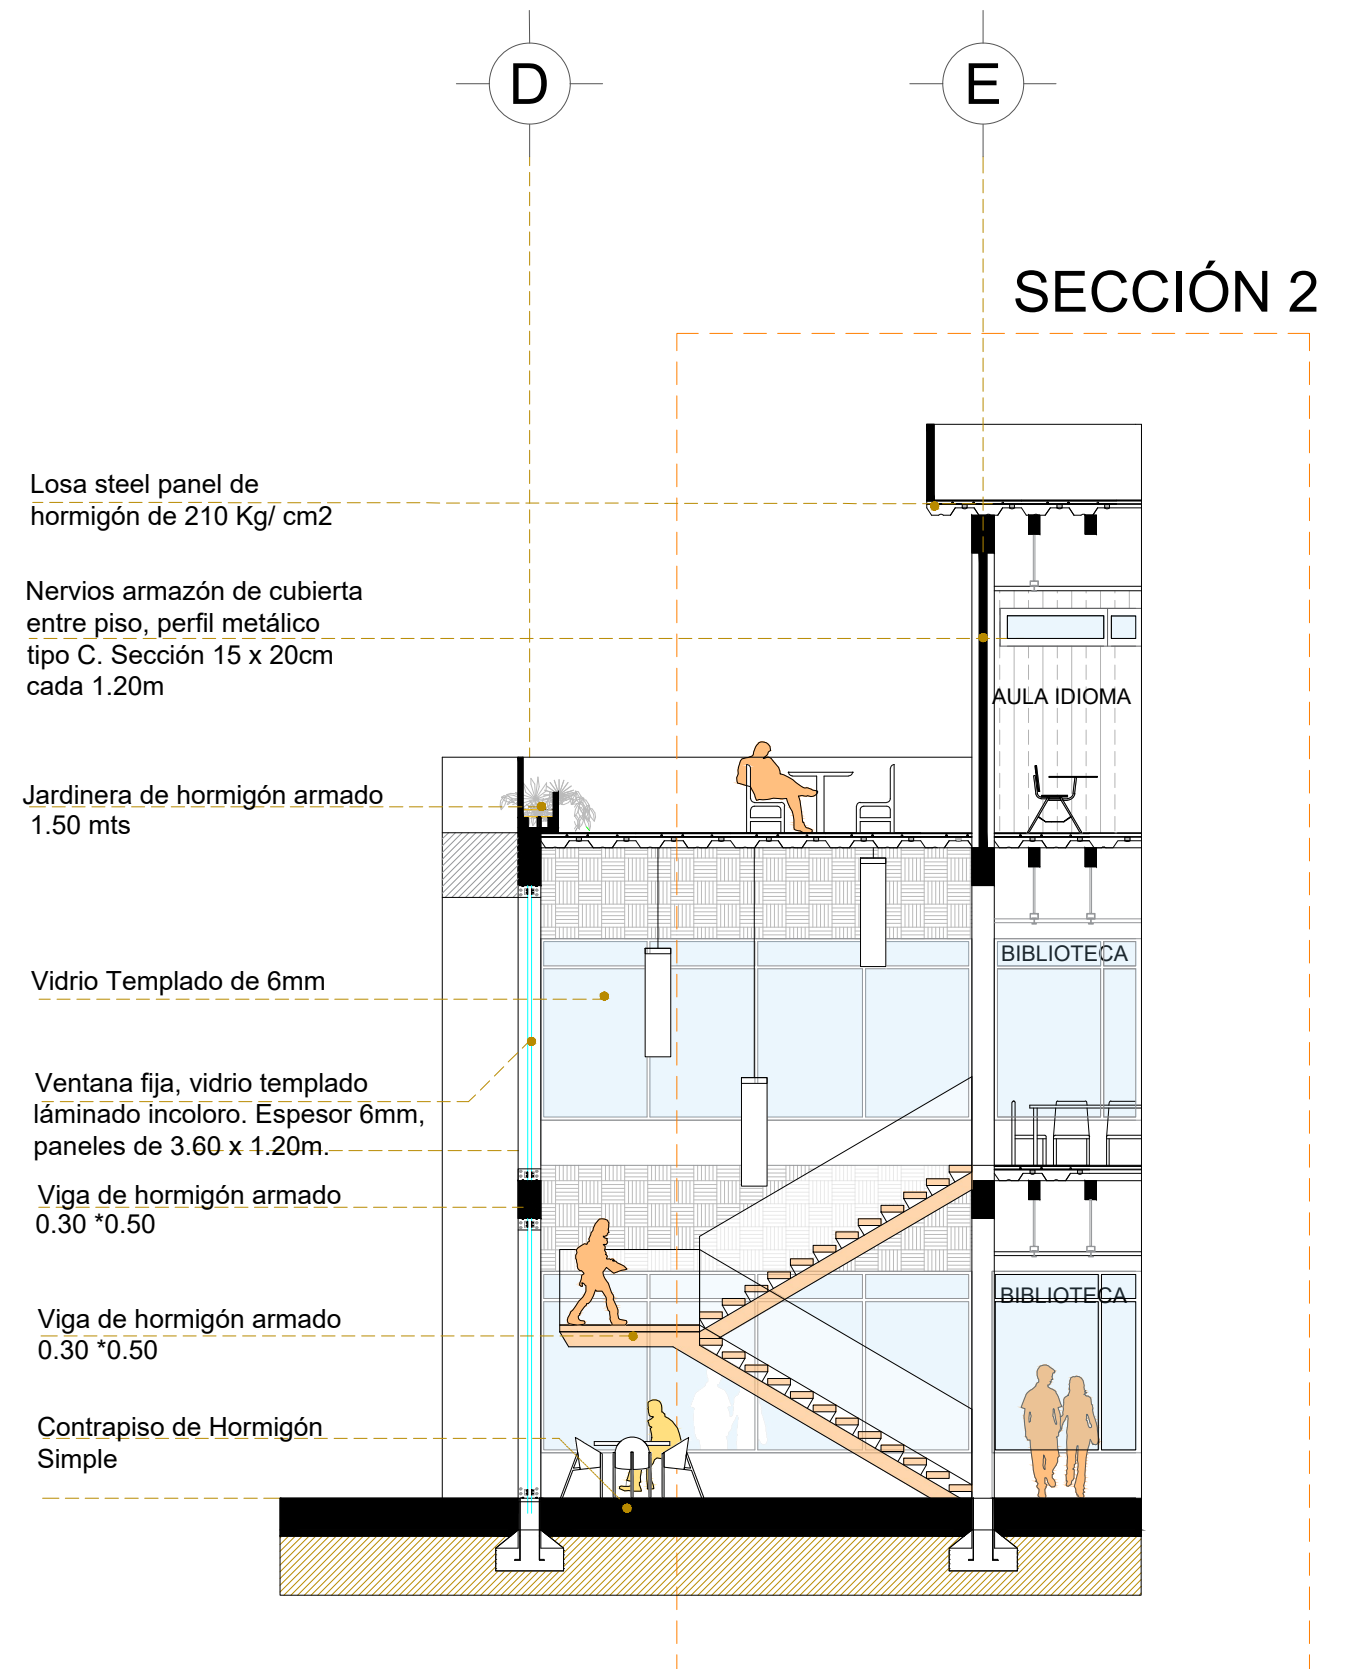 D
E
SECCIÓN 2
Losa steel panel de
hormigón de 210 Kg/ cm2
Nervios armazón de cubierta
entre piso, perfil metálico
tipo C. Sección 15 x 20cm
cada 1.20m
AULA IDIOMA
Jardinera de hormigón armado
1.50 mts
BIBLIOTECA
Vidrio Templado de 6mm
Ventana fija, vidrio templado
láminado incoloro. Espesor 6mm,
paneles de 3.60 x 1.20m.
Viga de hormigón armado
0.30 *0.50
BIBLIOTECA
Viga de hormigón armado
0.30 *0.50
Contrapiso de Hormigón
Simple